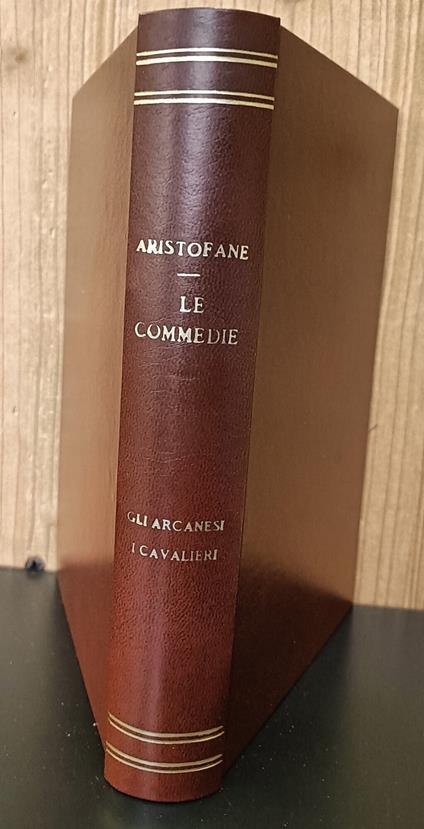 ARISTOFANE
LE
COMMEDIE
GLI ARCANESI
I CAVALIERI